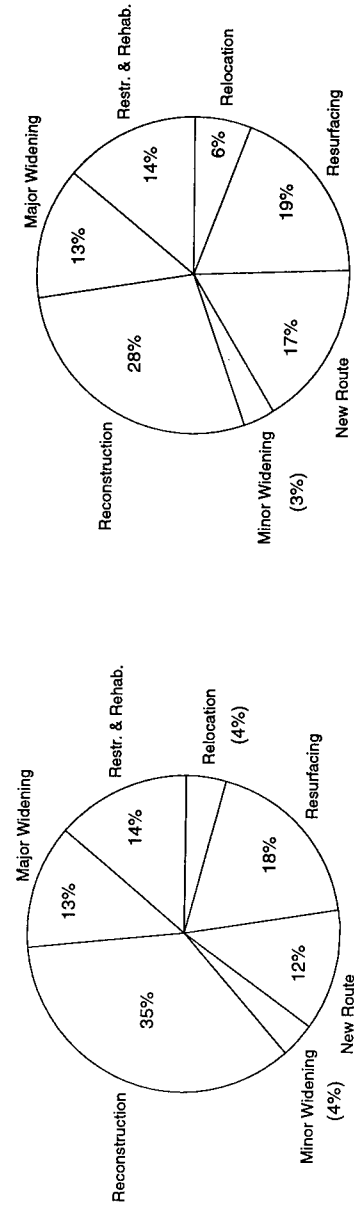 Reconstruction
35%
Major Widening
13%
Restr. & Rehab.
14%
Relocation
(4%)
Resurfacing
18%
New Route
12%
Minor Widening
(4%)
Reconstruction
28%
Major Widening
13%
Restr. & Rehab.
14%
Relocation
6%
Resurfacing
19%
New Route
17%
Minor Widening
(3%)